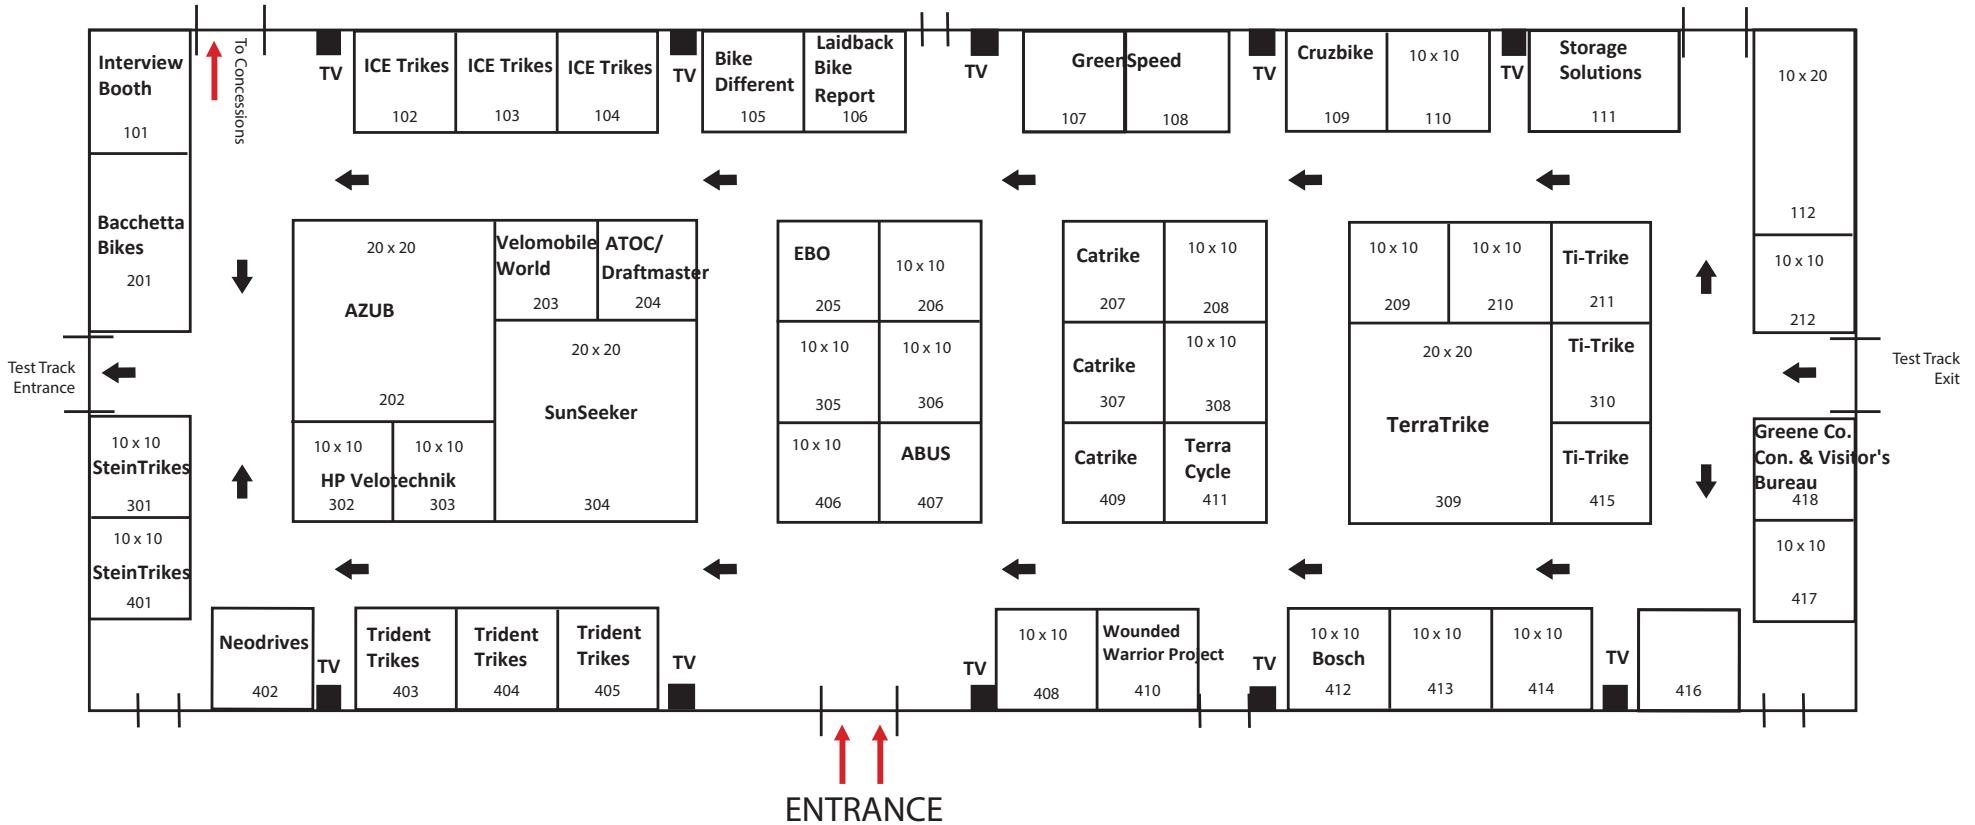 Interview
Booth
101
To Concessions
TV
ICE Trikes
102
ICE Trikes
103
ICE Trikes
104
TV
Bike
Different
105
Laidback
Bike
Report
106
TV
GreenSpeed
107
108
TV
Cruzbike
109
10 x 10
110
TV
Storage
Solutions
111
10 x 20
112
Bacchetta
Bikes
201
20 x 20
AZUB
202
Velomobile
World
203
ATOC/
Draftmaster
204
EBO
205
10 x 10
206
Catrike
207
10 x 10
208
10 x 10
209
10 x 10
210
Ti-Trike
211
10 x 10
212
Test Track
Entrance
20 x 20
SunSeeker
304
10 x 10
305
10 x 10
306
Catrike
307
10 x 10
308
20 x 20
TerraTrike
309
Ti-Trike
310
Test Track
Exit
10 x 10
SteinTrikes
301
10 x 10
10 x 10
HP Velotechnik
302
303
10 x 10
406
ABUS
407
Catrike
409
Terra
Cycle
411
Ti-Trike
415
Greene Co.
Con. & Visitor's
Bureau
418
10 x 10
SteinTrikes
401
10 x 10
417
Neodrives
402
TV
Trident
Trikes
403
Trident
Trikes
404
Trident
Trikes
405
TV
TV
10 x 10
408
Wounded
Warrior Project
410
TV
10 x 10
Bosch
412
10 x 10
413
10 x 10
414
TV
416
ENTRANCE